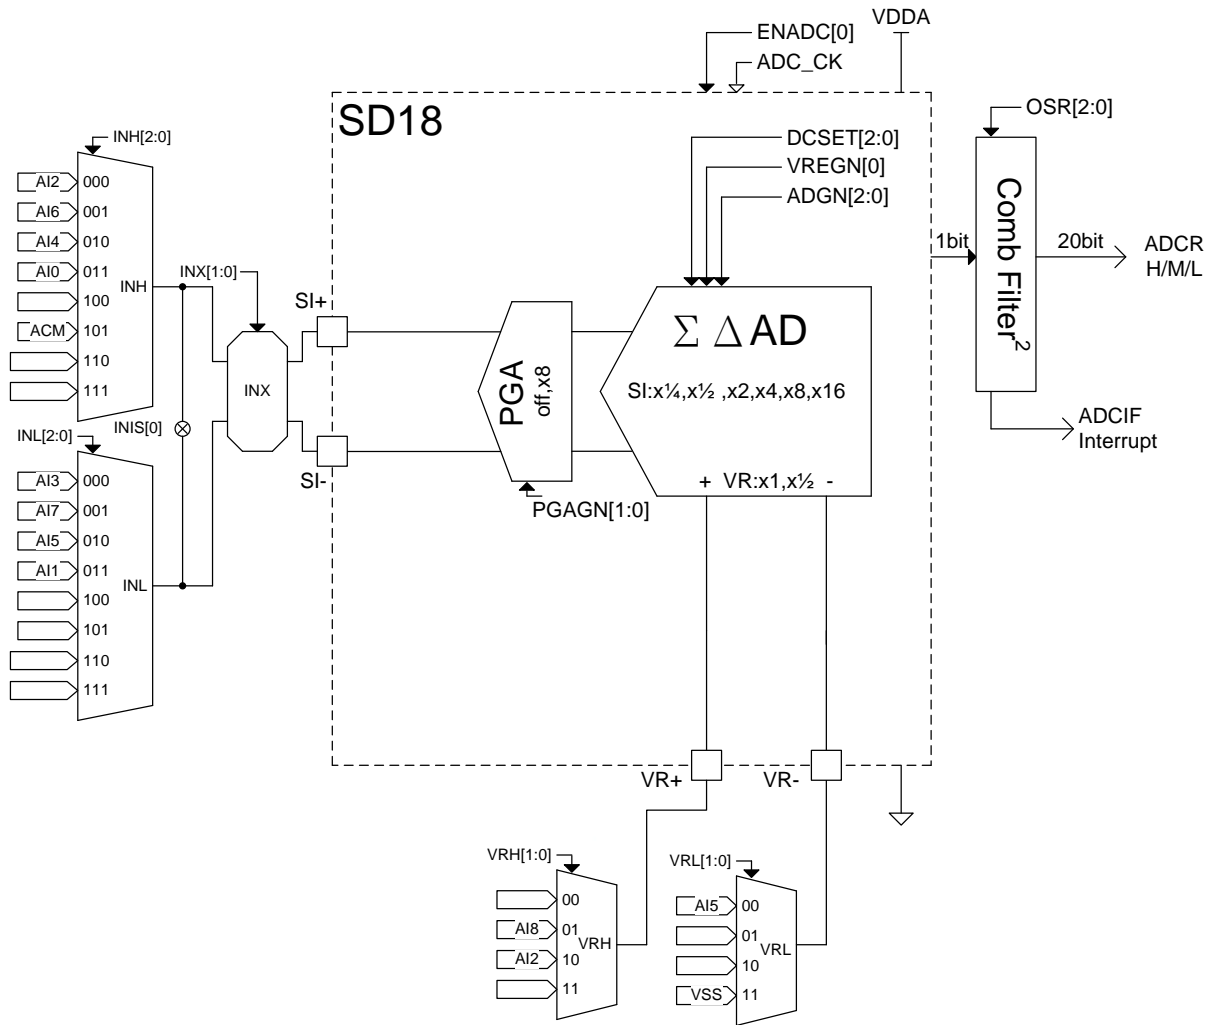 ENADC[0]
VDDA
ADC_CK
SD18
OSR[2:0]
INH[2:0]
DCSET[2:0]
VREGN[0]
ADGN[2:0]
AI2 000
AI6 001
AI4 010
AI0 011
100
ACM 101
110
111
INH
INX[1:0]
SI+
INX
INIS[0]
SI-
PGA
off,x8
PGAGN[1:0]
Σ Δ AD
SI:x¼,x½ ,x2,x4,x8,x16
+ VR:x1,x½ -
1bit
Comb Filter²
20bit
ADCR
H/M/L
ADCIF
Interrupt
INL[2:0]
AI3 000
AI7 001
AI5 010
AI1 011
100
101
110
111
INL
VR+
VR-
VRH[1:0]
00
AI8 01
AI2 10
11
VRH
VRL[1:0]
AI5 00
01
10
VSS 11
VRL